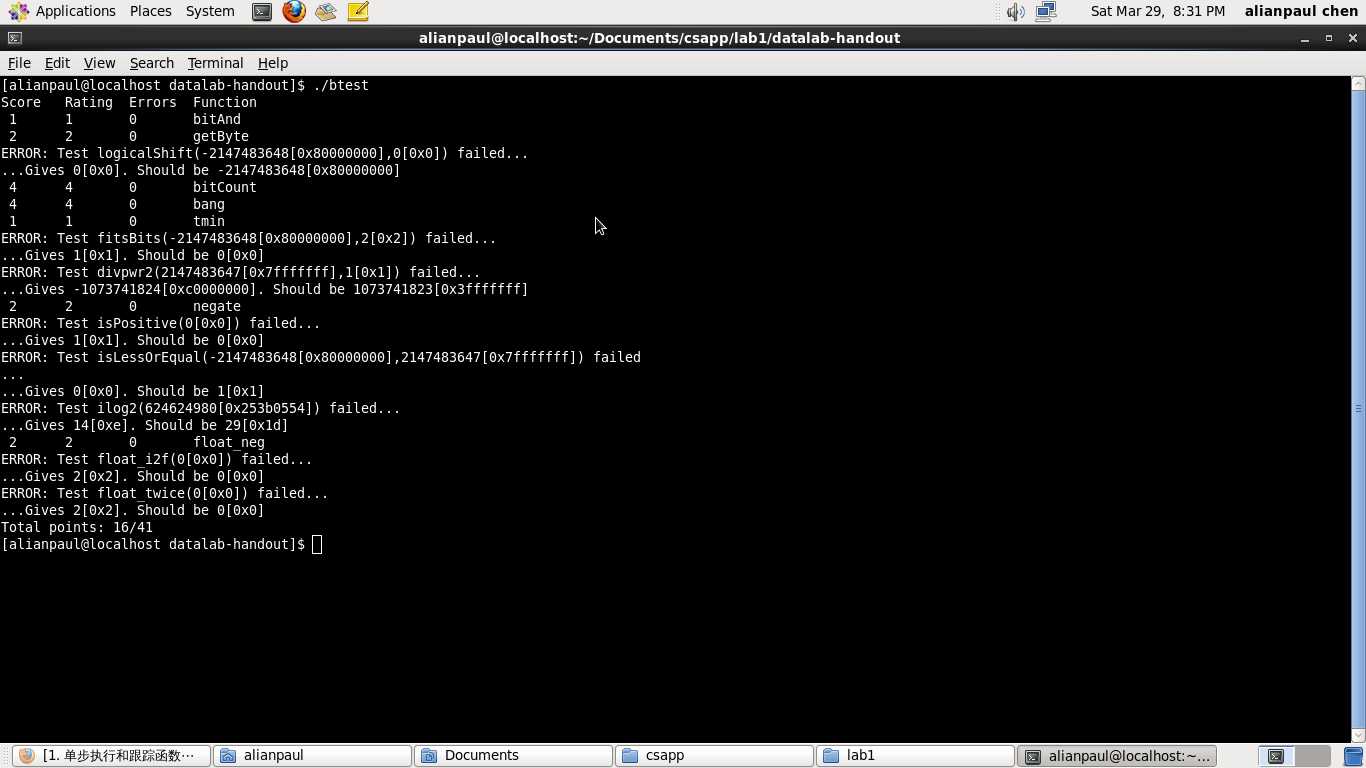 Applications Places System Sat Mar 29, 8:31 PM alianpaul chen
alianpaul@localhost:~/Documents/csapp/lab1/datalab-handout
File Edit View Search Terminal Help
[alianpaul@localhost datalab-handout]$ ./btest
Score Rating Errors Function
1 1 0 bitAnd
2 2 0 getByte
ERROR: Test logicalShift(-2147483648[0x80000000],0[0x0]) failed...
...Gives 0[0x0]. Should be -2147483648[0x80000000]
4 4 0 bitCount
4 4 0 bang
1 1 0 tmin
ERROR: Test fitsBits(-2147483648[0x80000000],2[0x2]) failed...
...Gives 1[0x1]. Should be 0[0x0]
ERROR: Test divpwr2(2147483647[0x7fffffff],1[0x1]) failed...
...Gives -1073741824[0xc0000000]. Should be 1073741823[0x3fffffff]
2 2 0 negate
ERROR: Test isPositive(0[0x0]) failed...
...Gives 1[0x1]. Should be 0[0x0]
ERROR: Test isLessOrEqual(-2147483648[0x80000000],2147483647[0x7fffffff]) failed
...
...Gives 0[0x0]. Should be 1[0x1]
ERROR: Test ilog2(624624980[0x253b0554]) failed...
...Gives 14[0xe]. Should be 29[0x1d]
2 2 0 float_neg
ERROR: Test float_i2f(0[0x0]) failed...
...Gives 2[0x2]. Should be 0[0x0]
ERROR: Test float_twice(0[0x0]) failed...
...Gives 2[0x2]. Should be 0[0x0]
Total points: 16/41
[alianpaul@localhost datalab-handout]$
[1. 单步执行和跟踪函数··· alianpaul Documents csapp lab1 alianpaul@localhost:~...